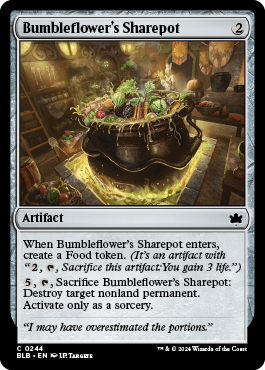 Bumbleflower's Sharepot 2
Artifact
When Bumbleflower's Sharepot enters,
create a Food token. (It's an artifact with
"2, T, Sacrifice this artifact:You gain 3 life.")
5, T, Sacrifice Bumbleflower's Sharepot:
Destroy target nonland permanent.
Activate only as a sorcery.
"I may have overestimated the portions."
C 0244
BLB • EN J.P. Targete
™ & © 2024 Wizards of the Coast